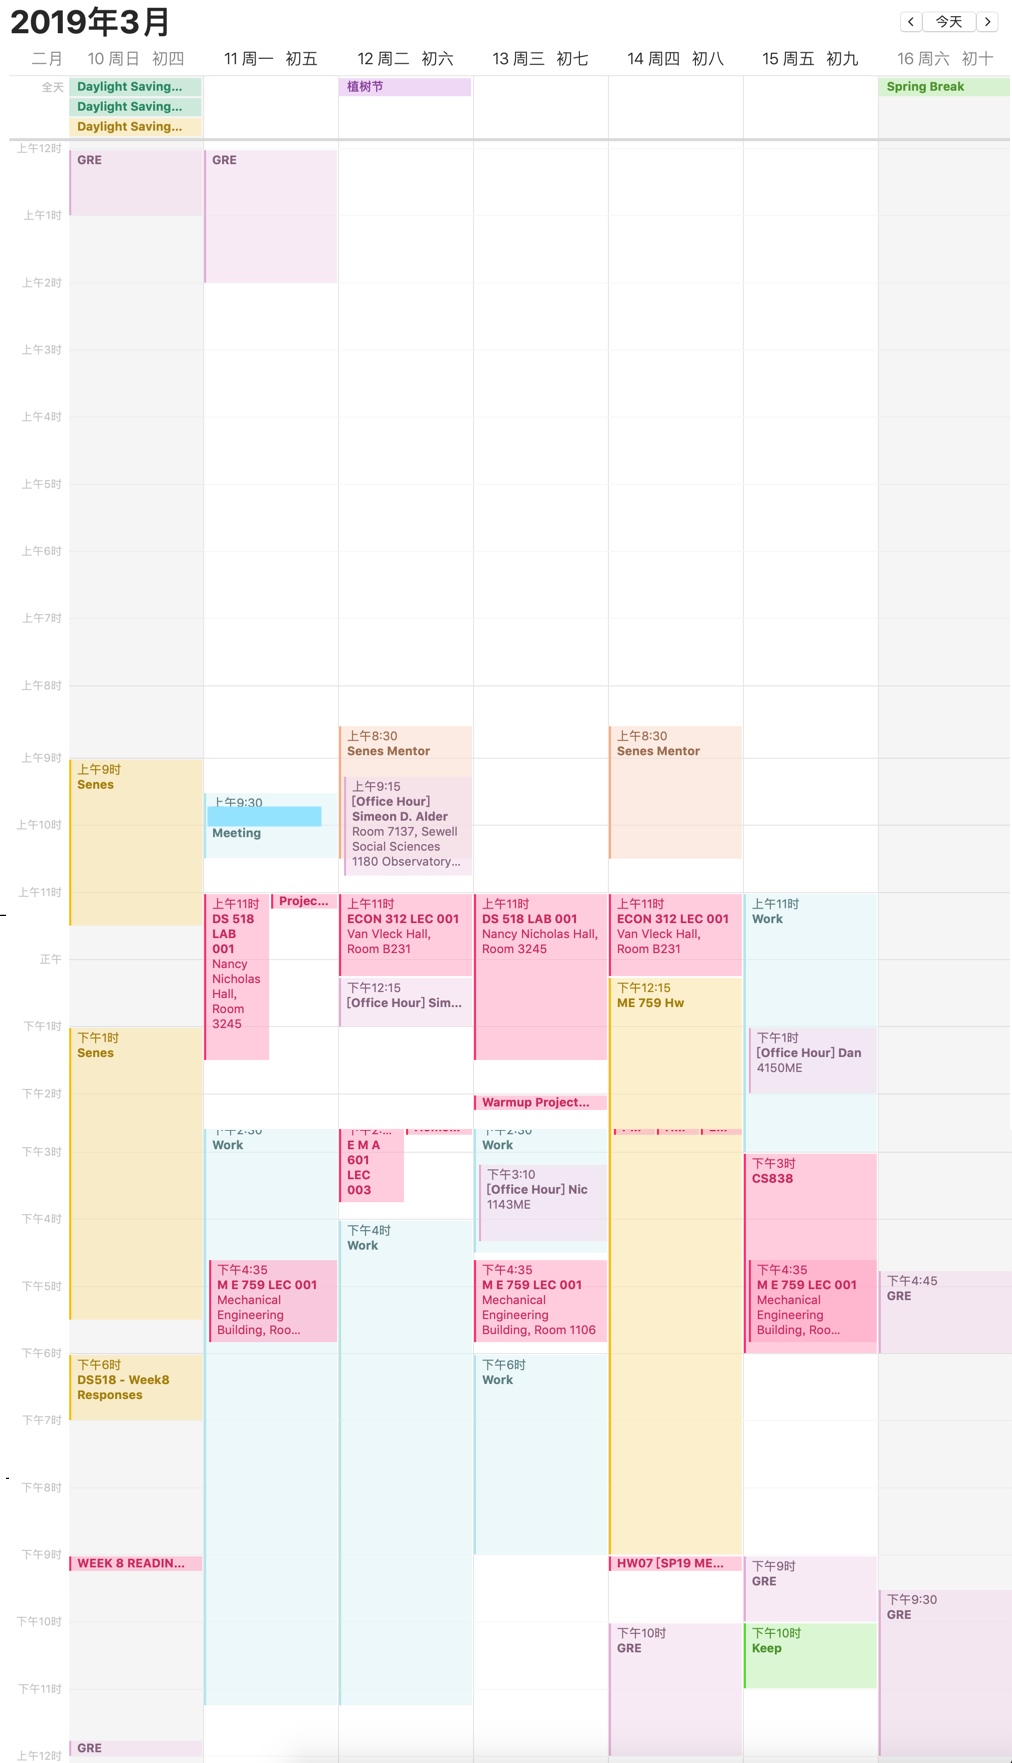 2019年3月
今天
二月
10 周日 初四
11 周一 初五
12 周二 初六
13 周三 初七
14 周四 初八
15 周五 初九
16 周六 初十
全天
Daylight Saving...
Daylight Saving...
Daylight Saving...
植树节
Spring Break
上午12时
上午1时
上午2时
上午3时
上午4时
上午5时
上午6时
上午7时
上午8时
上午9时
上午10时
上午11时
正午
下午1时
下午2时
下午3时
下午4时
下午5时
下午6时
下午7时
下午8时
下午9时
下午10时
下午11时
上午12时
GRE
上午9时
Senes
下午1时
Senes
下午6时
DS518 - Week8
Responses
WEEK 8 READIN...
GRE
GRE
上午9:30
Meeting
上午11时
DS 518
LAB
001
Nancy
Nicholas
Hall,
Room
3245
Projec...
下午2:30
Work
下午4:35
M E 759 LEC 001
Mechanical
Engineering
Building, Roo...
上午8:30
Senes Mentor
上午9:15
[Office Hour]
Simeon D. Alder
Room 7137, Sewell
Social Sciences
1180 Observatory...
上午11时
ECON 312 LEC 001
Van Vleck Hall,
Room B231
下午12:15
[Office Hour] Sim...
下午2:...
E M A
601
LEC
003
下午4时
Work
上午11时
DS 518 LAB 001
Nancy Nicholas Hall,
Room 3245
Warmup Project...
下午2:30
Work
下午3:10
[Office Hour] Nic
1143ME
下午4:35
M E 759 LEC 001
Mechanical
Engineering
Building, Room 1106
下午6时
Work
上午8:30
Senes Mentor
上午11时
ECON 312 LEC 001
Van Vleck Hall,
Room B231
下午12:15
ME 759 Hw
HW07 [SP19 ME...
下午10时
GRE
上午11时
Work
下午1时
[Office Hour] Dan
4150ME
下午3时
CS838
下午4:35
M E 759 LEC 001
Mechanical
Engineering
Building, Roo...
下午9时
GRE
下午10时
Keep
下午4:45
GRE
下午9:30
GRE